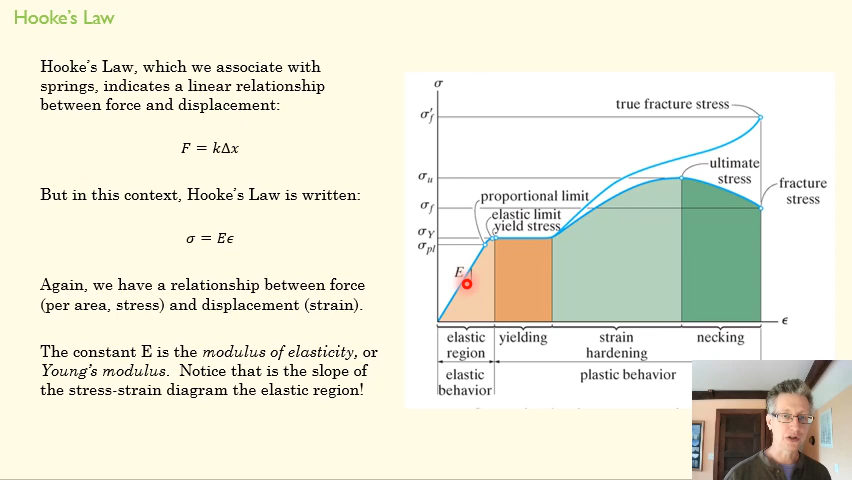 Hooke's Law
Hooke's Law, which we associate with
springs, indicates a linear relationship
between force and displacement:
F = kΔx
But in this context, Hooke's Law is written:
σ = Eϵ
Again, we have a relationship between force
(per area, stress) and displacement (strain).
The constant E is the modulus of elasticity, or
Young's modulus. Notice that is the slope of
the stress-strain diagram the elastic region!
σ
σ′f
true fracture stress
σu
ultimate
stress
fracture
stress
σf
proportional limit
elastic limit
yield stress
σY
σpl
E
ϵ
elastic
region
yielding
strain
hardening
necking
elastic
behavior
plastic behavior